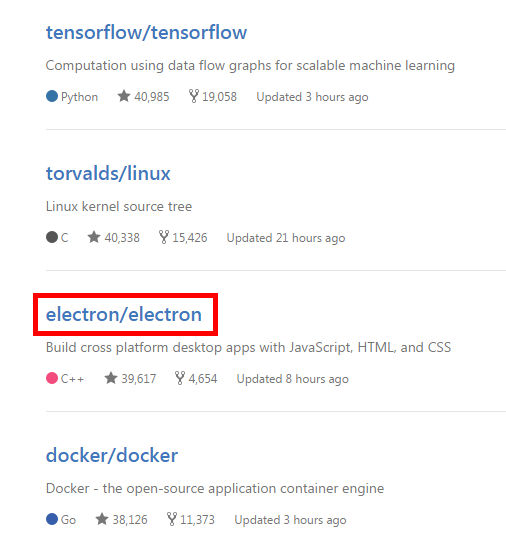 tensorflow/tensorflow
Computation using data flow graphs for scalable machine learning
Python 40,985 19,058 Updated 3 hours ago
torvalds/linux
Linux kernel source tree
C 40,338 15,426 Updated 21 hours ago
electron/electron
Build cross platform desktop apps with JavaScript, HTML, and CSS
C++ 39,617 4,654 Updated 8 hours ago
docker/docker
Docker - the open-source application container engine
Go 38,126 11,373 Updated 3 hours ago